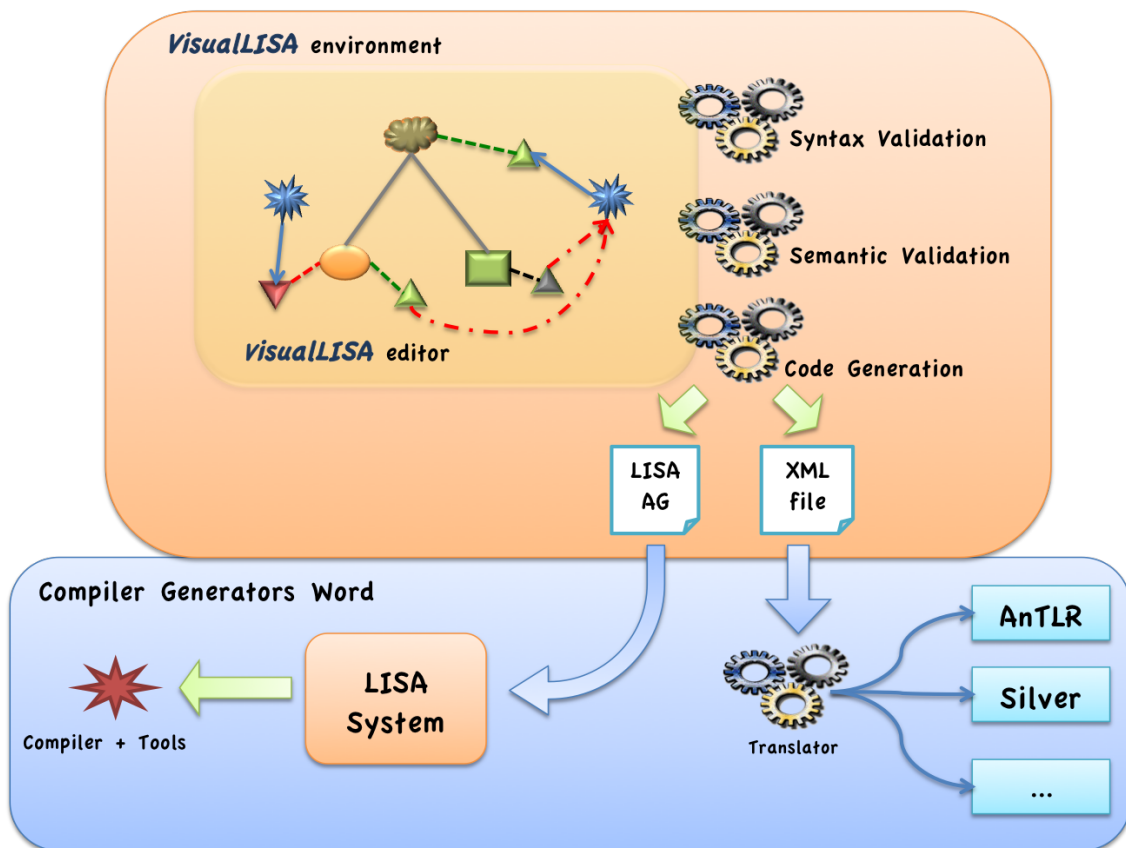 VisualLISA environment
Syntax Validation
Semantic Validation
VisualLISA editor
Code Generation
LISA
AG
XML
file
Compiler Generators Word
AnTLR
LISA
System
Silver
Compiler + Tools
Translator
...